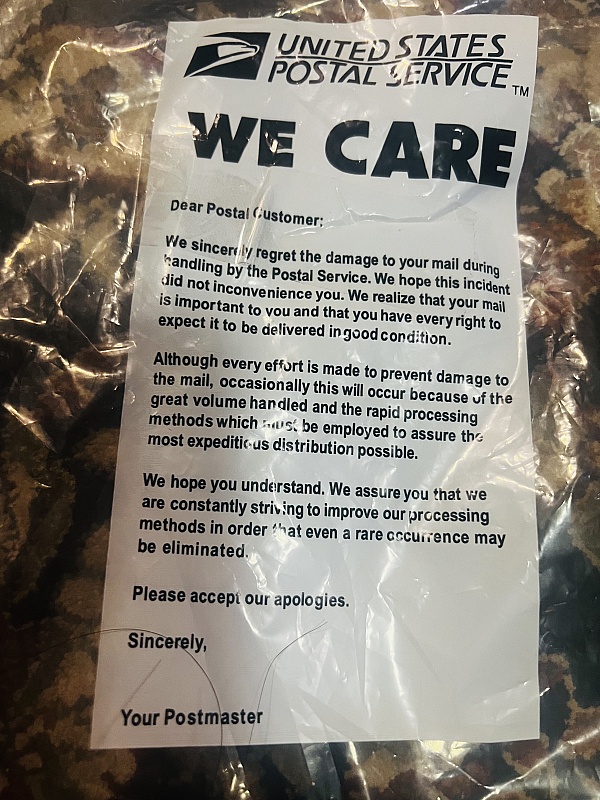 UNITED STATES
POSTAL SERVICE™
WE CARE
Dear Postal Customer:
We sincerely regret the damage to your mail during
handling by the Postal Service. We hope this incident
did not inconvenience you. We realize that your mail
is important to you and that you have every right to
expect it to be delivered in good condition.
Although every effort is made to prevent damage to
the mail, occasionally this will occur because of the
great volume handled and the rapid processing
methods which must be employed to assure the
most expeditious distribution possible.
We hope you understand. We assure you that we
are constantly striving to improve our processing
methods in order that even a rare occurrence may
be eliminated.
Please accept our apologies.
Sincerely,
Your Postmaster